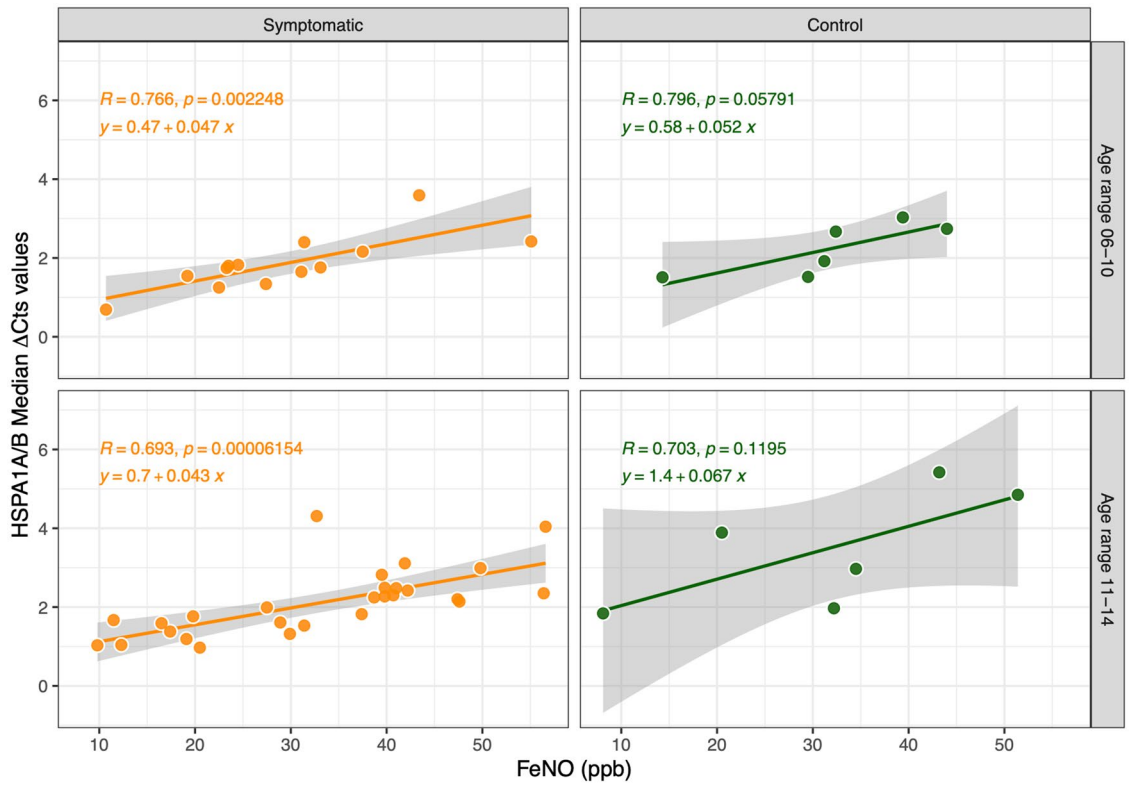 Symptomatic
Control
R = 0.766, p = 0.002248
y = 0.47 + 0.047 x
R = 0.796, p = 0.05791
y = 0.58 + 0.052 x
6
4
2
0
Age range 06−10
HSPA1A/B Median ΔCts values
R = 0.693, p = 0.00006154
y = 0.7 + 0.043 x
R = 0.703, p = 0.1195
y = 1.4 + 0.067 x
6
4
2
0
Age range 11−14
10 20 30 40 50
10 20 30 40 50
FeNO (ppb)